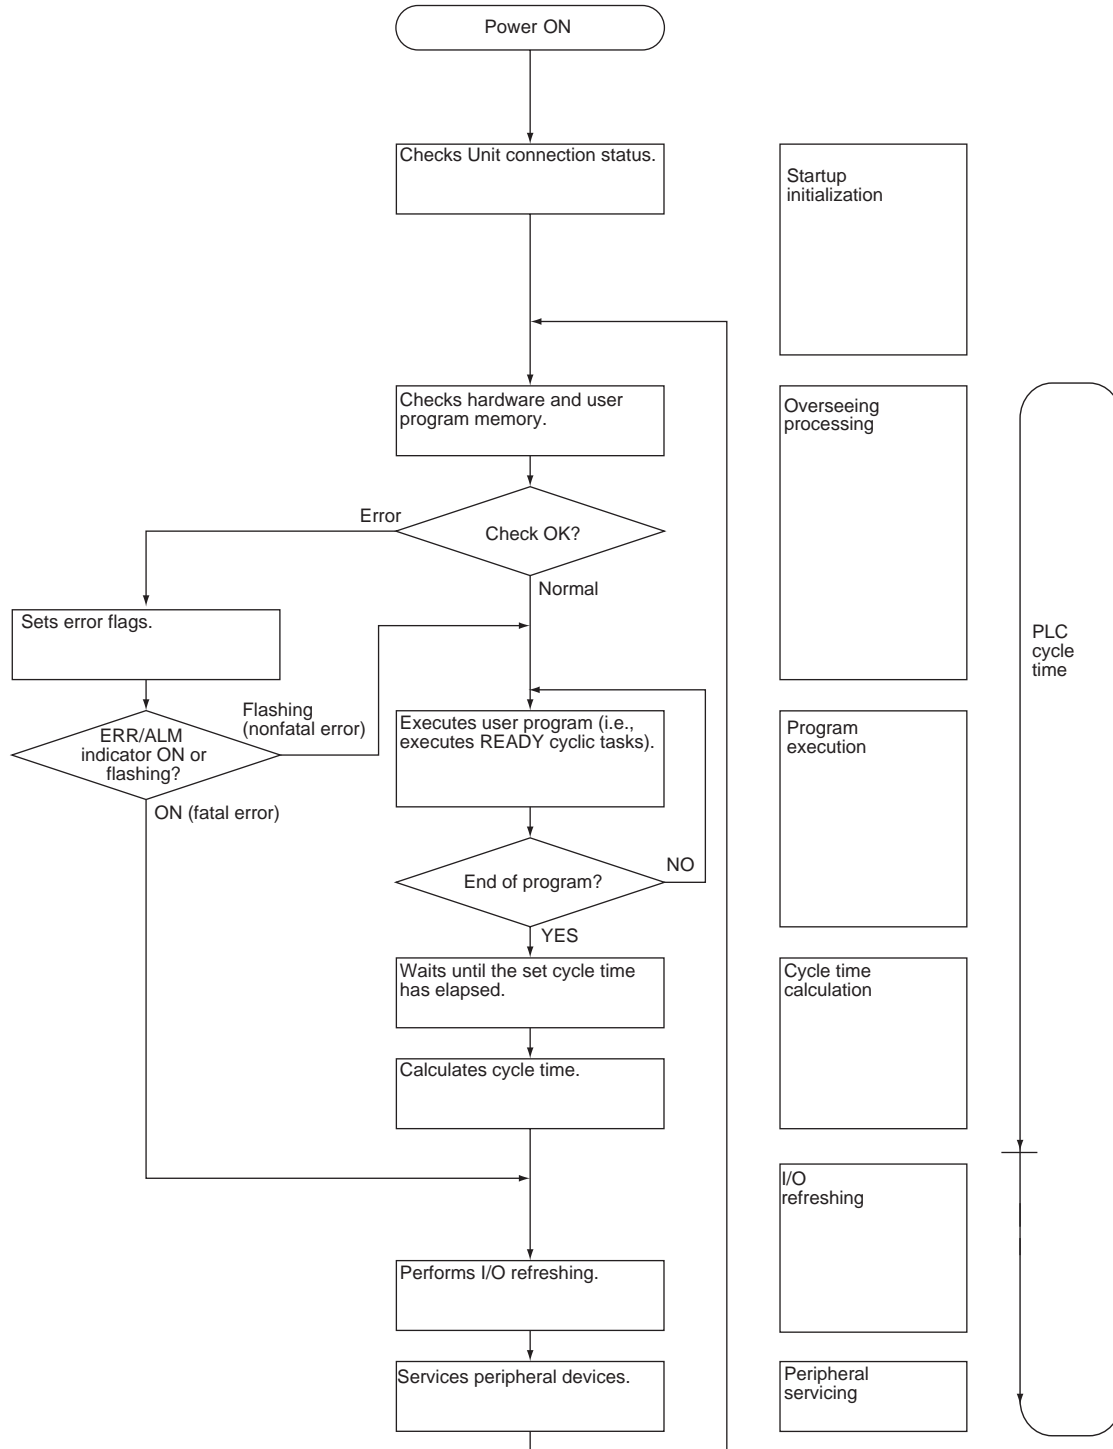 Power ON
Checks Unit connection status.
Startup
initialization
Checks hardware and user
program memory.
Overseeing
processing
Error
Check OK?
Normal
Sets error flags.
PLC
cycle
time
Flashing
(nonfatal error)
ERR/ALM
indicator ON or
flashing?
ON (fatal error)
Executes user program (i.e.,
executes READY cyclic tasks).
Program
execution
End of program?
NO
YES
Waits until the set cycle time
has elapsed.
Cycle time
calculation
Calculates cycle time.
I/O
refreshing
Performs I/O refreshing.
Services peripheral devices.
Peripheral
servicing